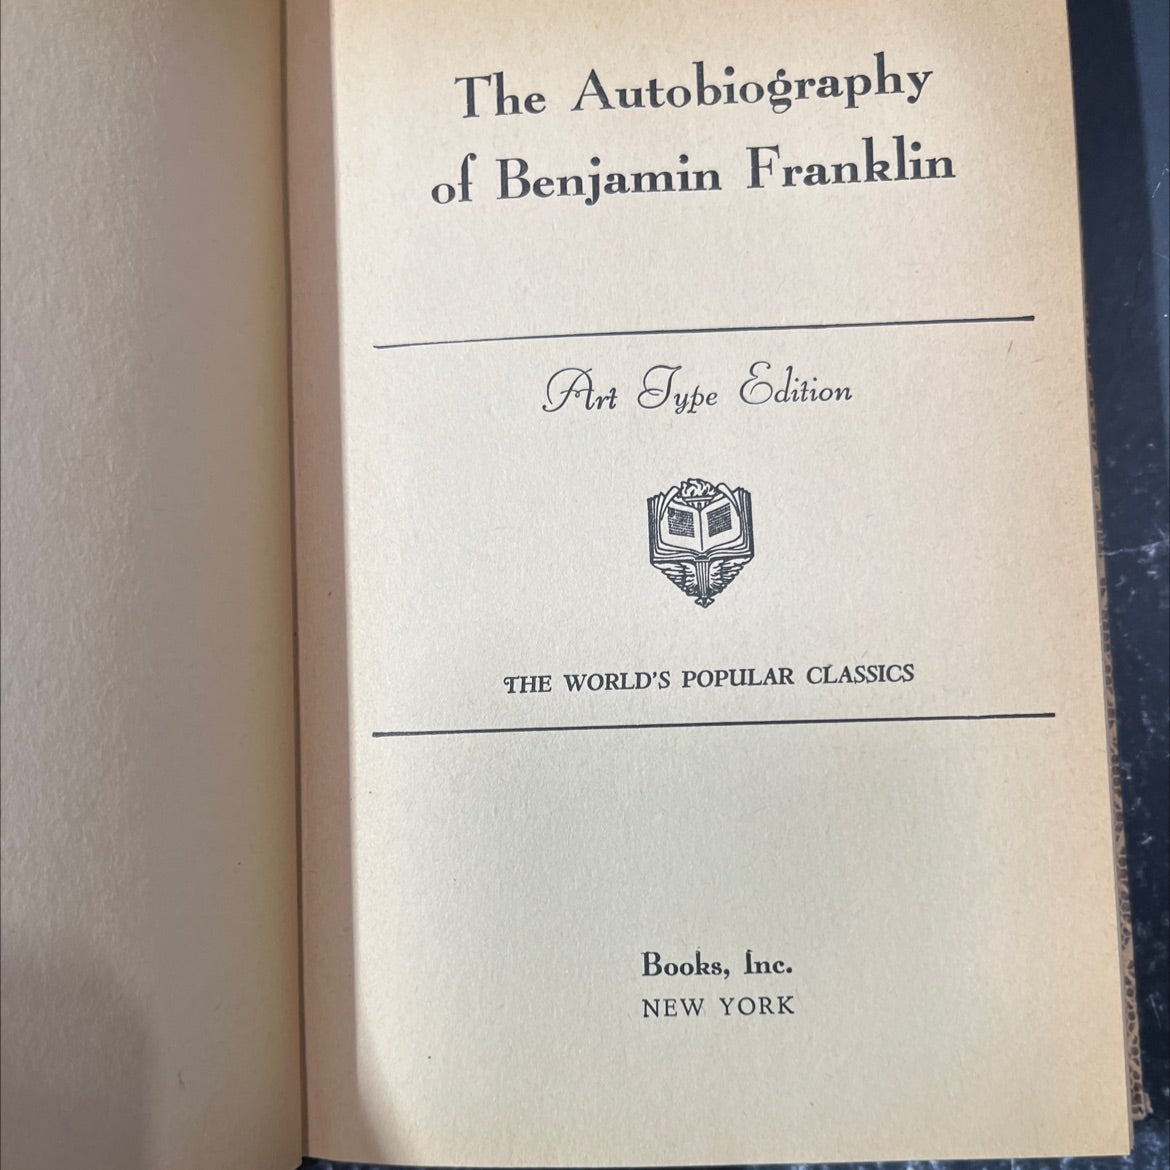 The Autobiography
of Benjamin Franklin
Art Type Edition
THE WORLD'S POPULAR CLASSICS
Books, Inc.
NEW YORK